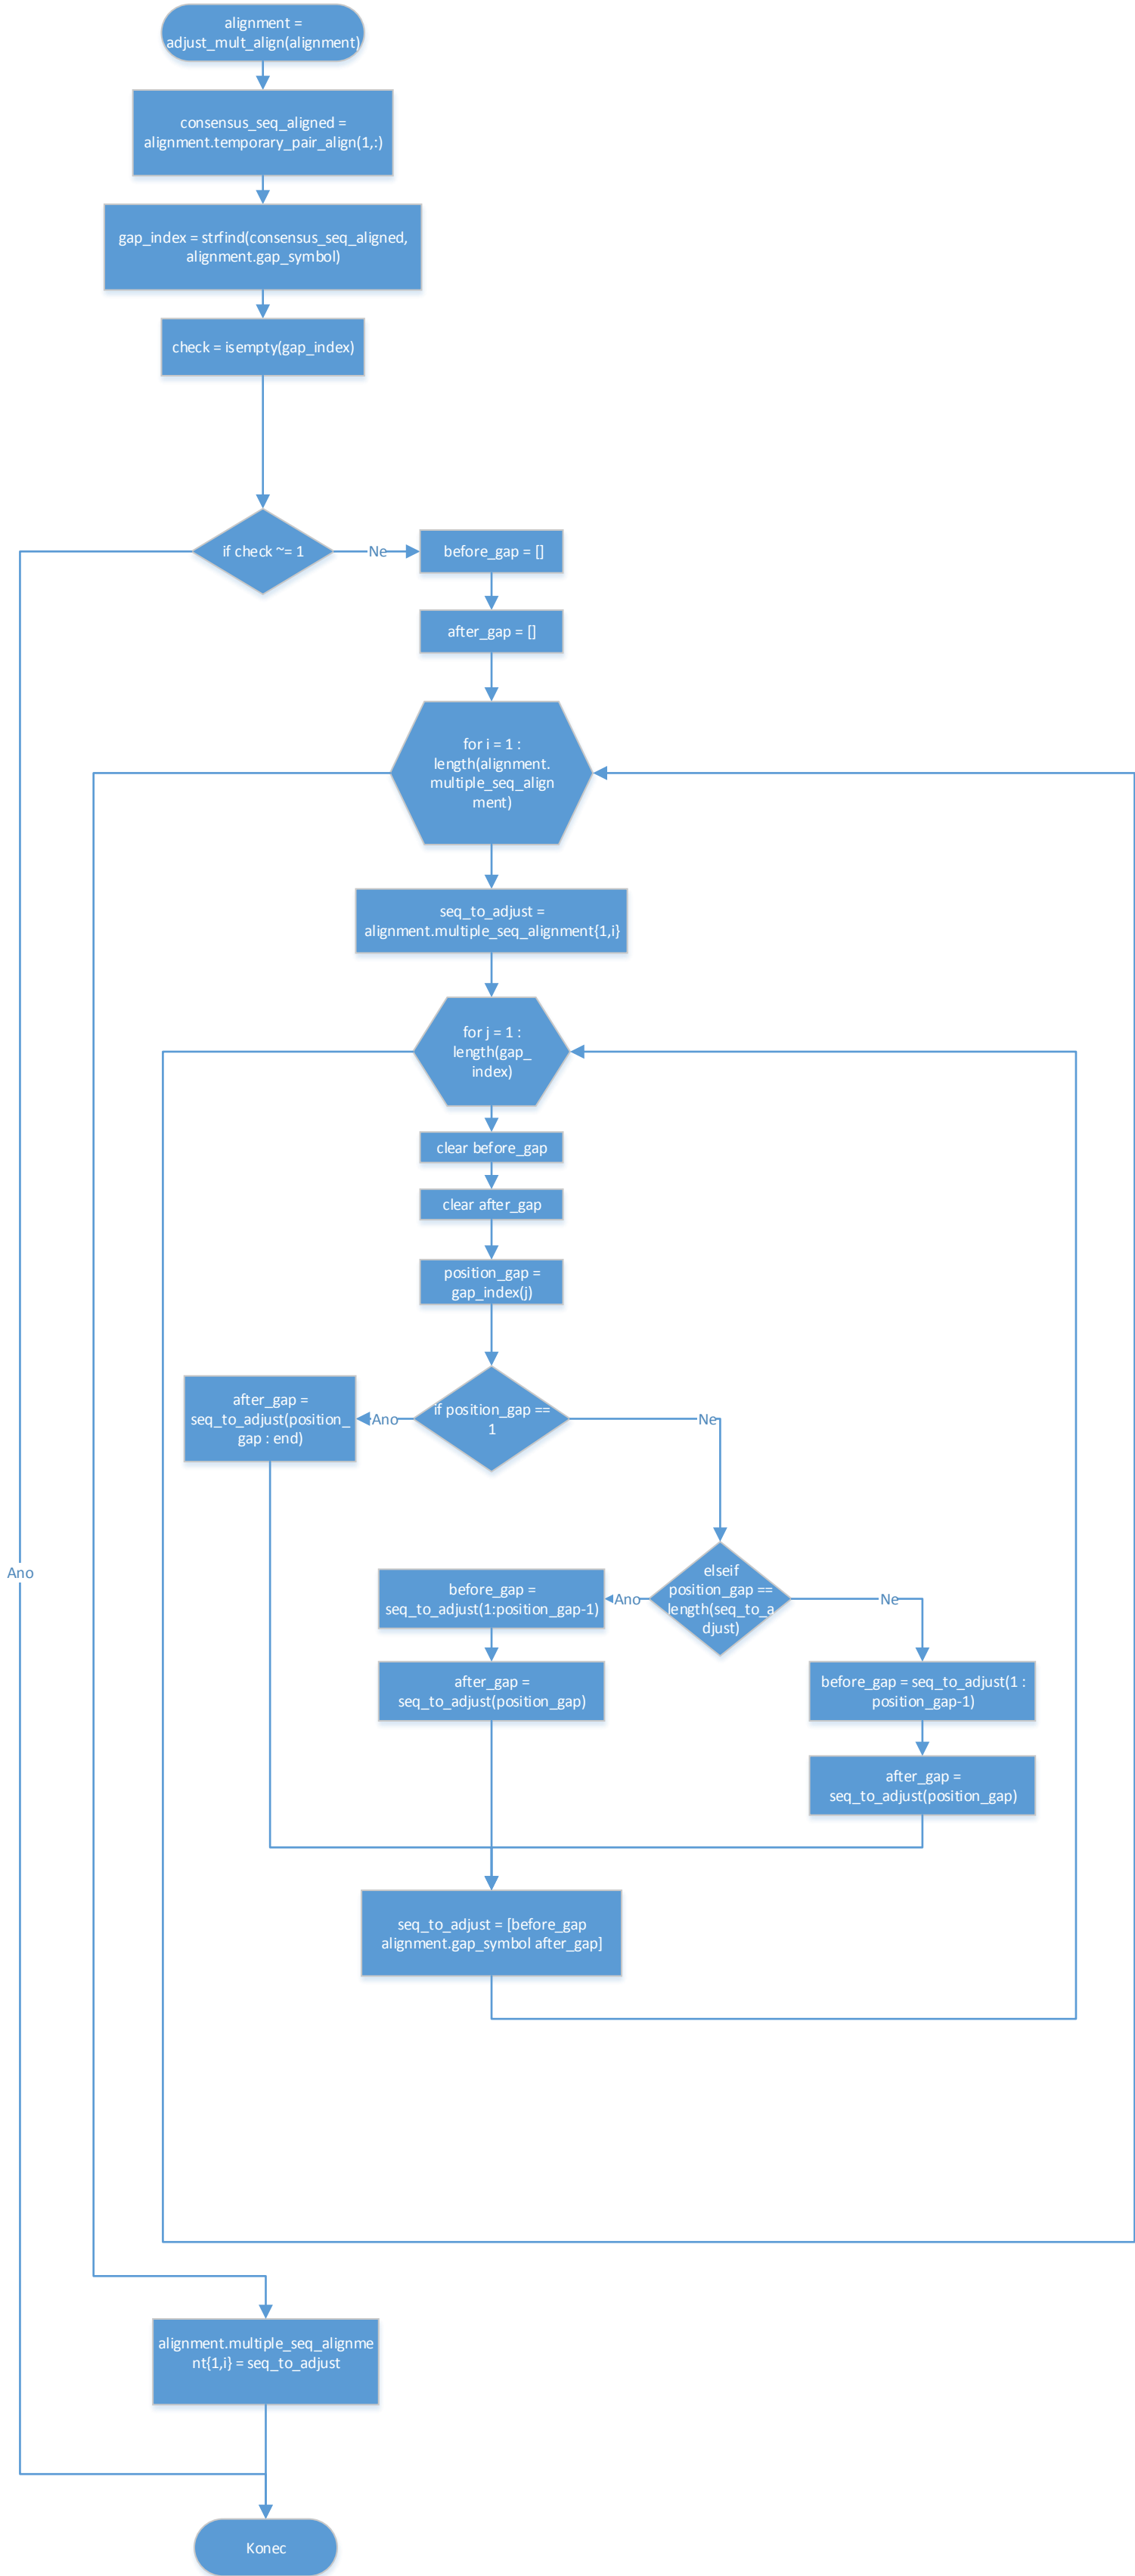 alignment =
adjust_mult_align(alignment)
consensus_seq_aligned =
alignment.temporary_pair_align(1,:)
gap_index = strfind(consensus_seq_aligned,
alignment.gap_symbol)
check = isempty(gap_index)
if check ~= 1
Ne
before_gap = []
after_gap = []
for i = 1 :
length(alignment.
multiple_seq_align
ment)
seq_to_adjust =
alignment.multiple_seq_alignment{1,i}
for j = 1 :
length(gap_
index)
clear before_gap
clear after_gap
position_gap =
gap_index(j)
if position_gap ==
1
Ano
after_gap =
seq_to_adjust(position_
gap : end)
Ne
elseif
position_gap ==
length(seq_to_a
djust)
Ano
before_gap =
seq_to_adjust(1:position_gap-1)
after_gap =
seq_to_adjust(position_gap)
Ne
before_gap = seq_to_adjust(1 :
position_gap-1)
after_gap =
seq_to_adjust(position_gap)
Ano
seq_to_adjust = [before_gap
alignment.gap_symbol after_gap]
alignment.multiple_seq_alignme
nt{1,i} = seq_to_adjust
Konec